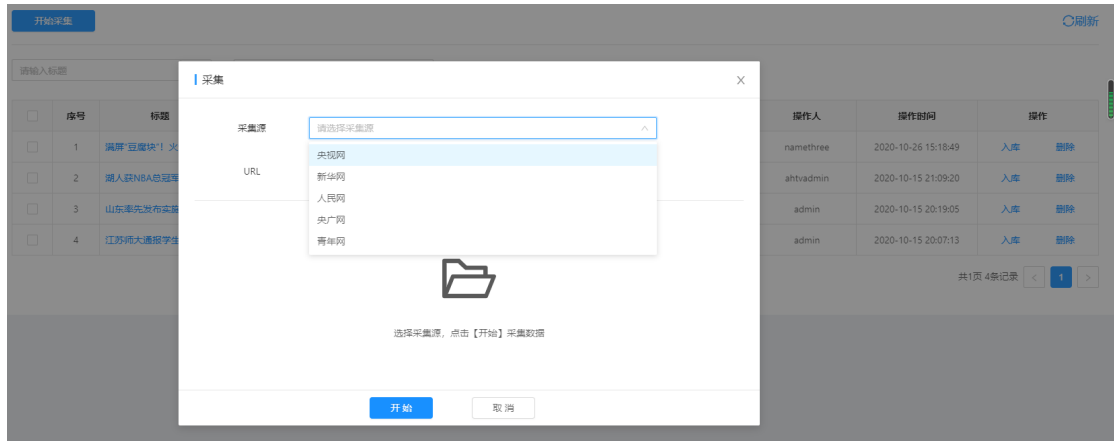 开始采集
刷新
请输入标题
采集
采集源
请选择采集源
央视网
新华网
人民网
央广网
青年网
URL
序号 标题 操作人 操作时间 操作
1 满屏"豆腐块"！火 namethree 2020-10-26 15:18:49 入库 删除
2 湖人获NBA总冠军 ahtvadmin 2020-10-15 21:09:20 入库 删除
3 山东率先发布实施 admin 2020-10-15 20:19:05 入库 删除
4 江苏师大通报学生 admin 2020-10-15 20:07:13 入库 删除
共1页 4条记录 < 1 >
选择采集源，点击【开始】采集数据
开始 取消